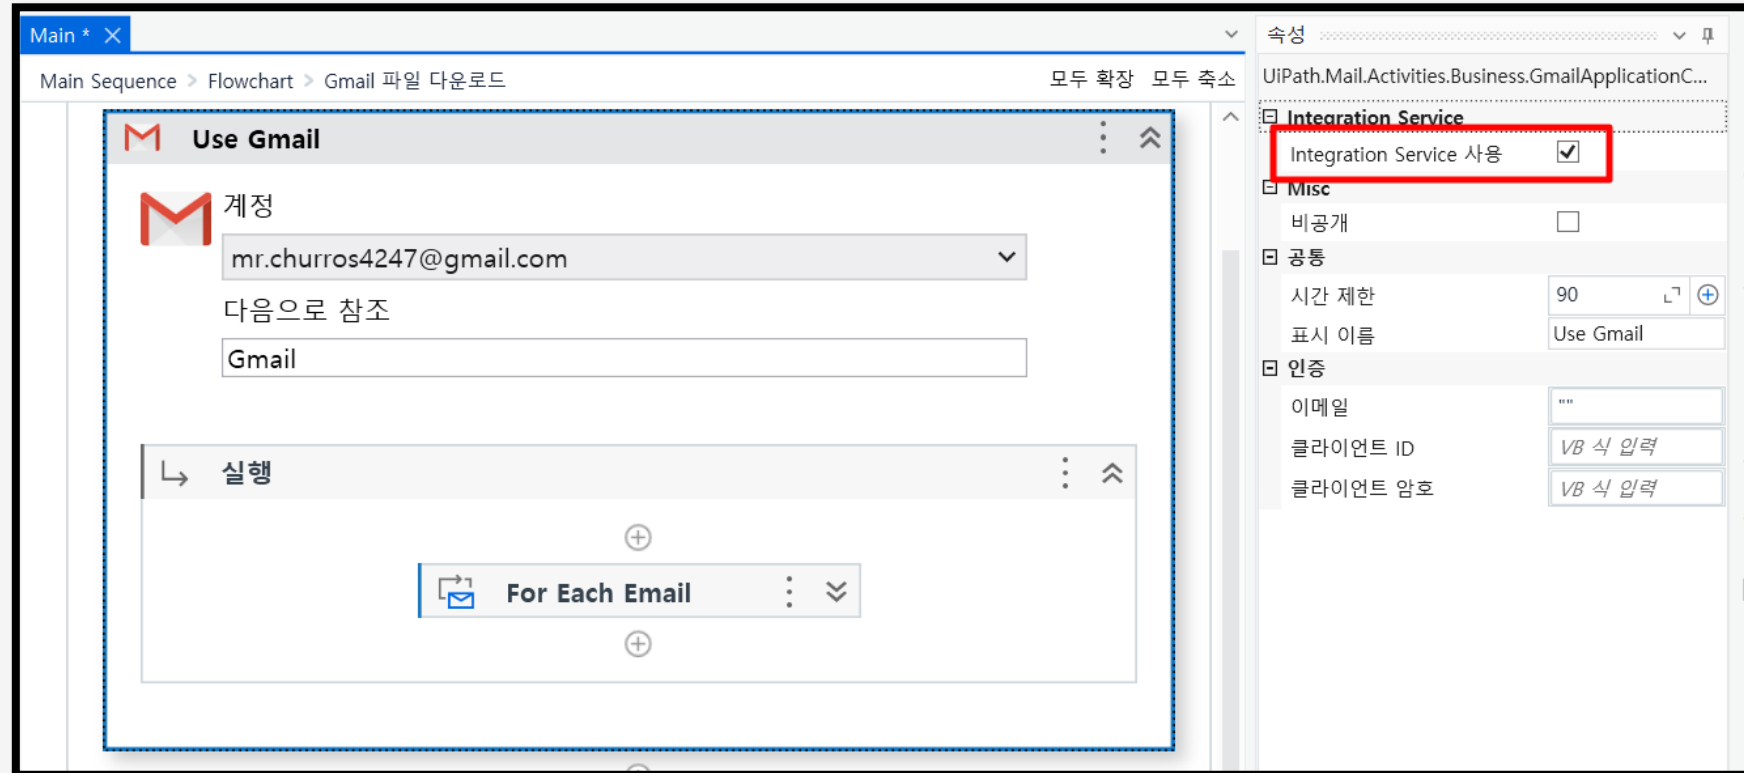 Main *
Main Sequence > Flowchart > Gmail 파일 다운로드
모두 확장 모두 축소
Use Gmail
계정
mr.churros4247@gmail.com
다음으로 참조
Gmail
실행
For Each Email
속성
UiPath.Mail.Activities.Business.GmailApplicationC...
Integration Service
Integration Service 사용
Misc
비공개
공통
시간 제한 90
표시 이름 Use Gmail
인증
이메일 ""
클라이언트 ID VB 식 입력
클라이언트 암호 VB 식 입력